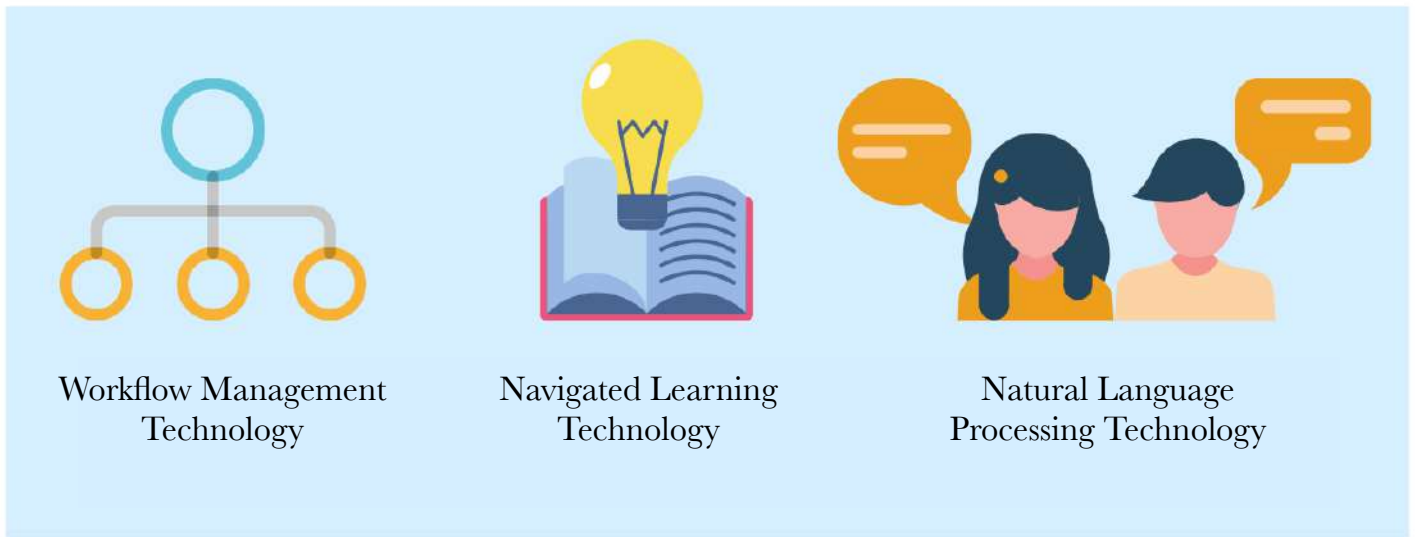 Workflow Management
Technology
Navigated Learning
Technology
Natural Language
Processing Technology